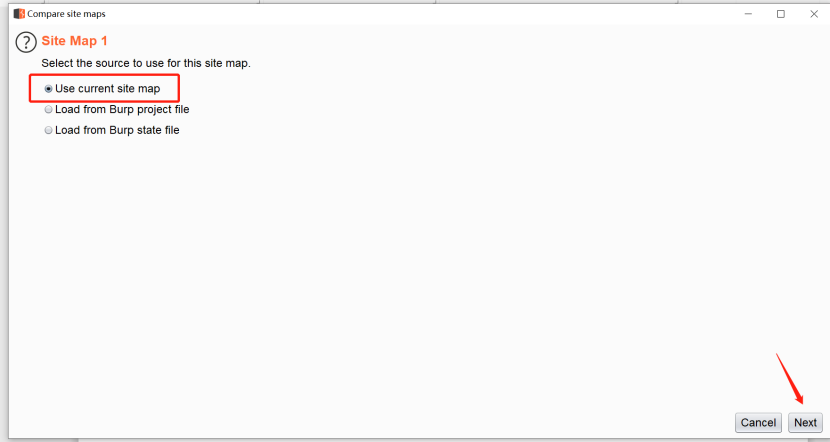 Compare site maps
Site Map 1
Select the source to use for this site map.
Use current site map
Load from Burp project file
Load from Burp state file
Cancel Next